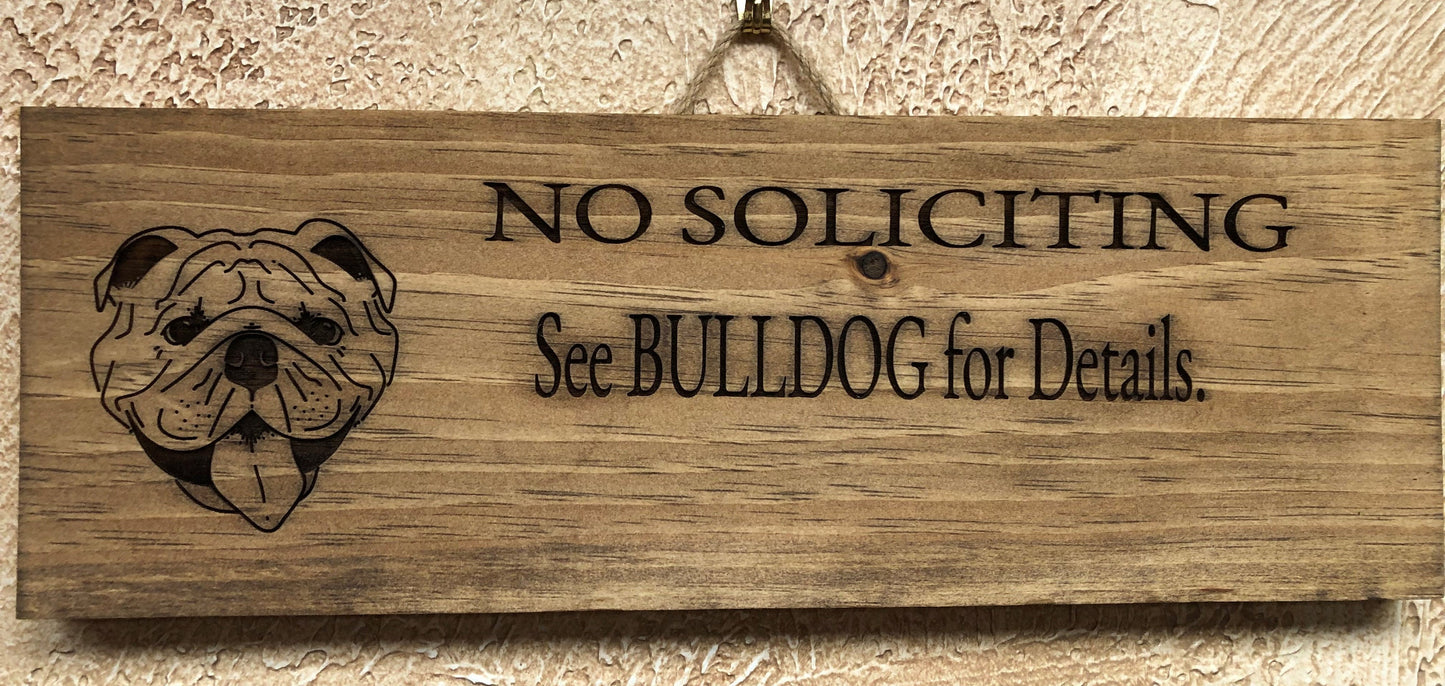 NO SOLICITING
See BULLDOG for Details.